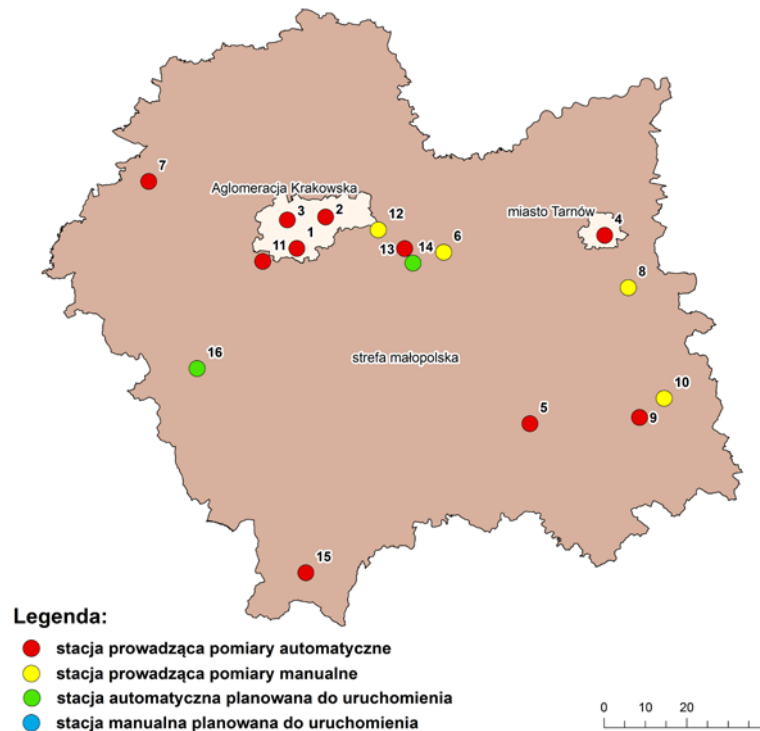 7
Aglomeracja Krakowska
3
2
12
miasto Tarnów
4
1
11
13
14
6
8
16
strefa małopolska
10
5
9
15
Legenda:
stacja prowadząca pomiary automatyczne
stacja prowadząca pomiary manualne
stacja automatyczna planowana do uruchomienia
stacja manualna planowana do uruchomienia
0 10 20